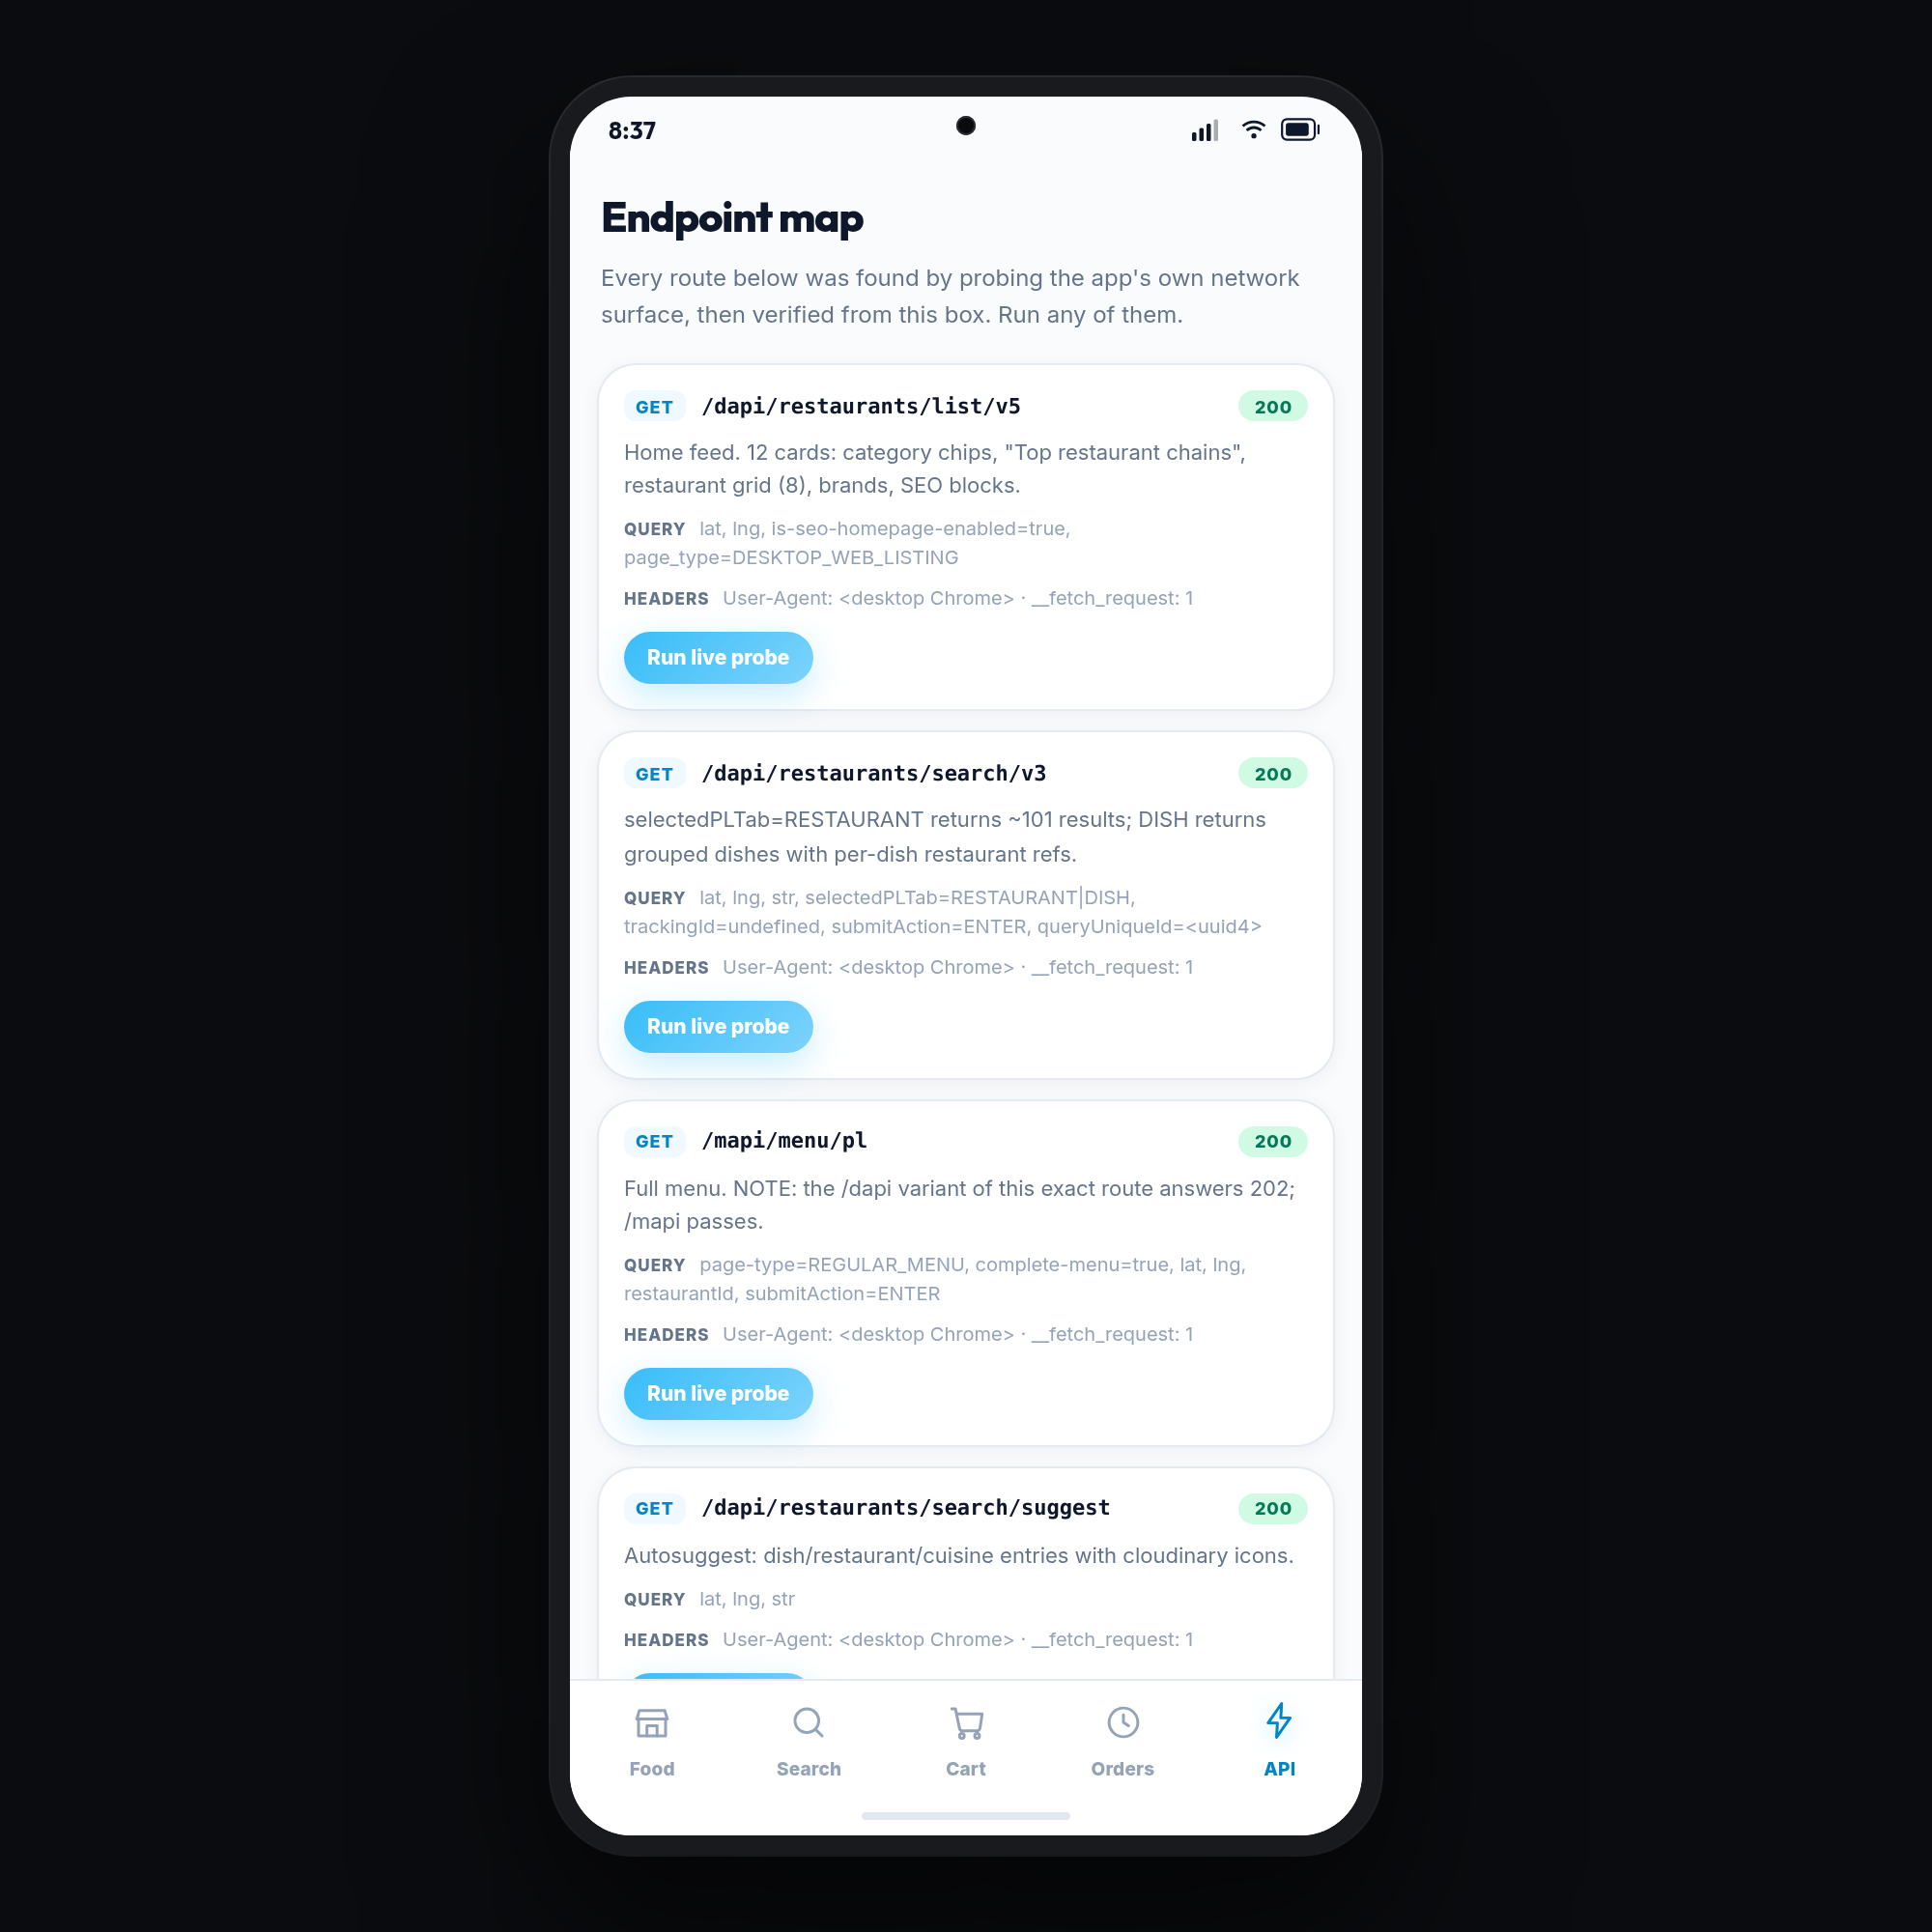 8:37
Endpoint map
Every route below was found by probing the app's own network
surface, then verified from this box. Run any of them.
GET /dapi/restaurants/list/v5 200
Home feed. 12 cards: category chips, "Top restaurant chains",
restaurant grid (8), brands, SEO blocks.
QUERY lat, lng, is-seo-homepage-enabled=true,
page_type=DESKTOP_WEB_LISTING
HEADERS User-Agent: <desktop Chrome> · __fetch_request: 1
Run live probe
GET /dapi/restaurants/search/v3 200
selectedPLTab=RESTAURANT returns ~101 results; DISH returns
grouped dishes with per-dish restaurant refs.
QUERY lat, lng, str, selectedPLTab=RESTAURANT|DISH,
trackingId=undefined, submitAction=ENTER, queryUniqueId=<uuid4>
HEADERS User-Agent: <desktop Chrome> · __fetch_request: 1
Run live probe
GET /mapi/menu/pl 200
Full menu. NOTE: the /dapi variant of this exact route answers 202;
/mapi passes.
QUERY page-type=REGULAR_MENU, complete-menu=true, lat, lng,
restaurantId, submitAction=ENTER
HEADERS User-Agent: <desktop Chrome> · __fetch_request: 1
Run live probe
GET /dapi/restaurants/search/suggest 200
Autosuggest: dish/restaurant/cuisine entries with cloudinary icons.
QUERY lat, lng, str
HEADERS User-Agent: <desktop Chrome> · __fetch_request: 1
Food Search Cart Orders API